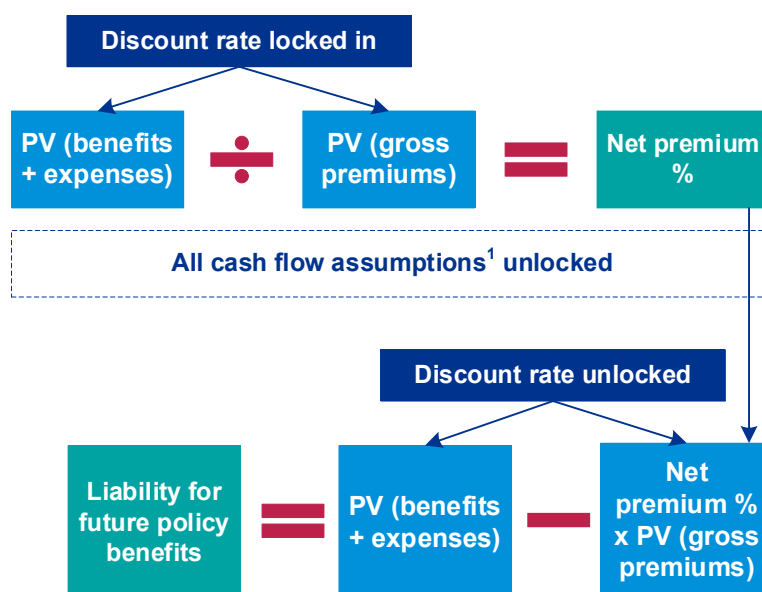 Discount rate locked in
PV (benefits
+ expenses)
÷
PV (gross
premiums)
=
Net premium
%
All cash flow assumptions¹ unlocked
Discount rate unlocked
Liability for
future policy
benefits
=
PV (benefits
+ expenses)
−
Net
premium %
x PV (gross
premiums)